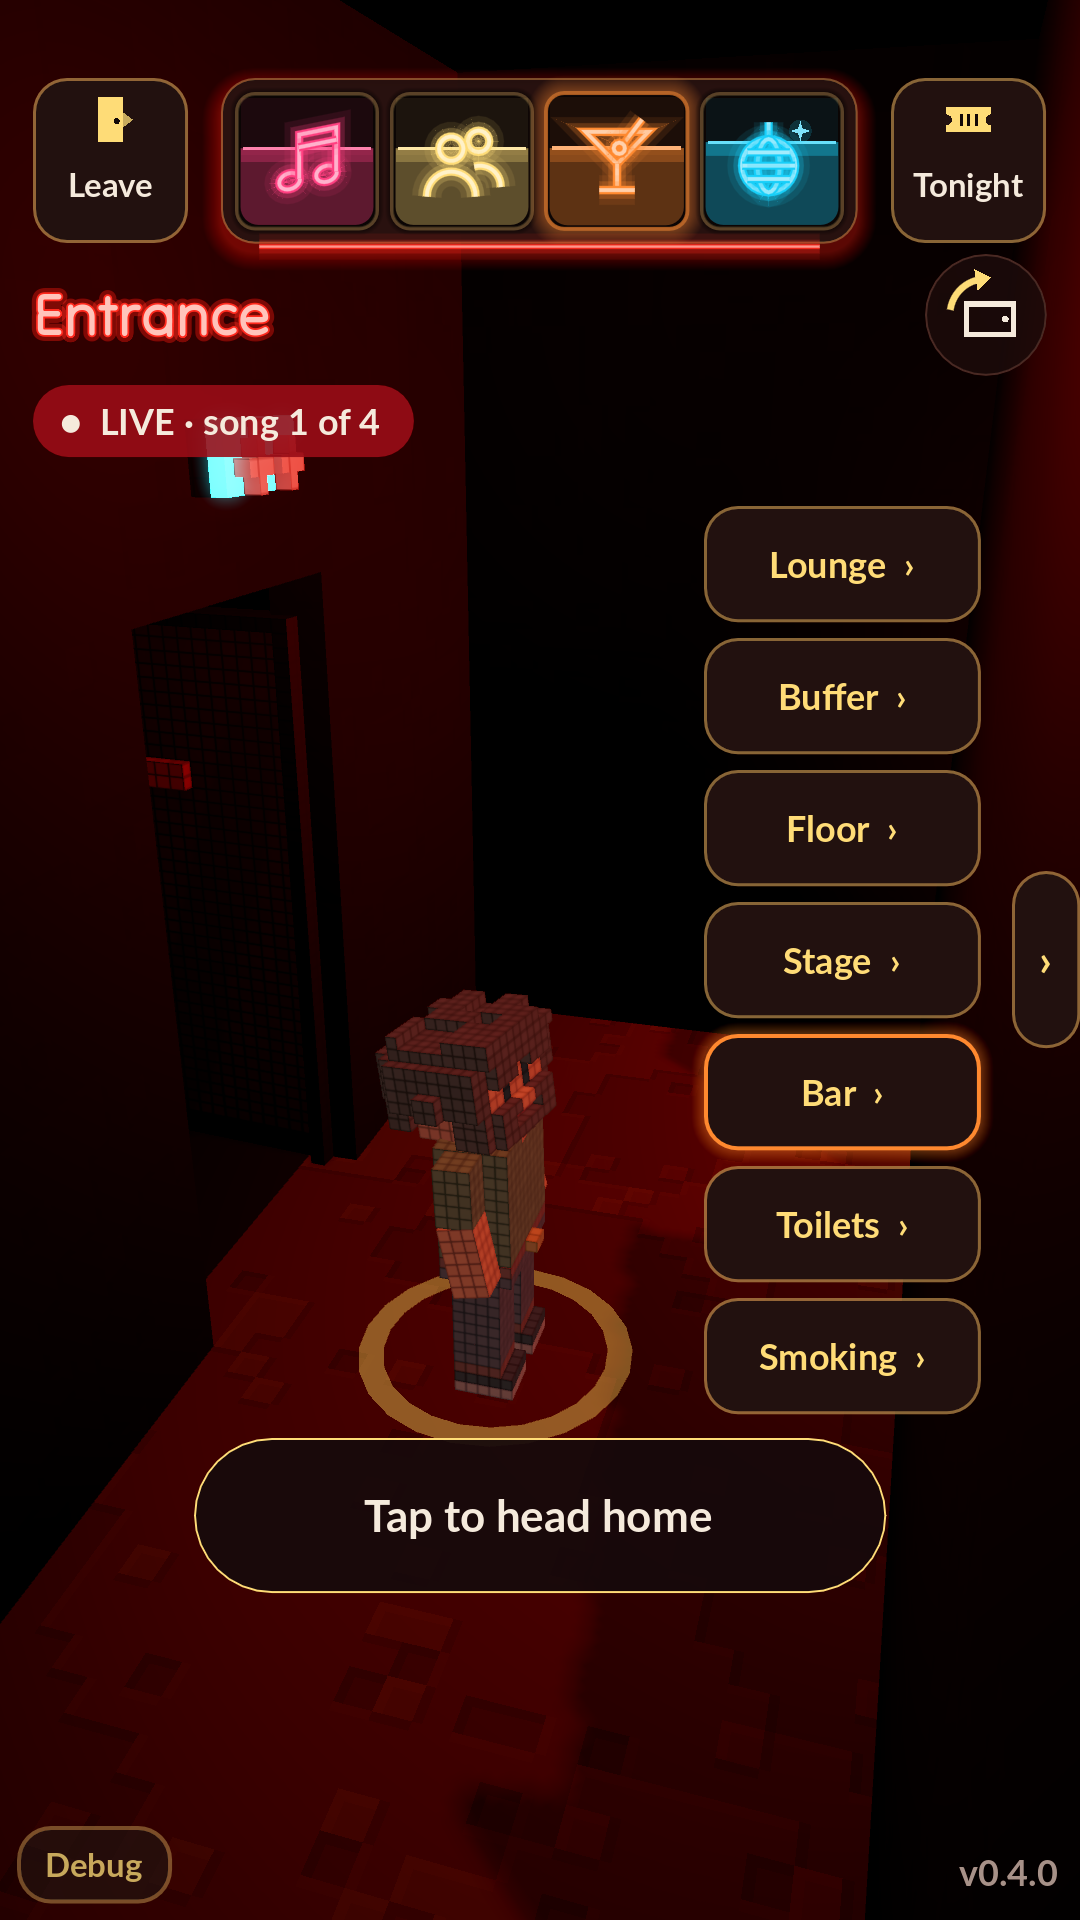 Leave
Tonight
Entrance
LIVE · song 1 of 4
Lounge ›
Buffer ›
Floor ›
Stage ›
›
Bar ›
Toilets ›
Smoking ›
Tap to head home
Debug
v0.4.0